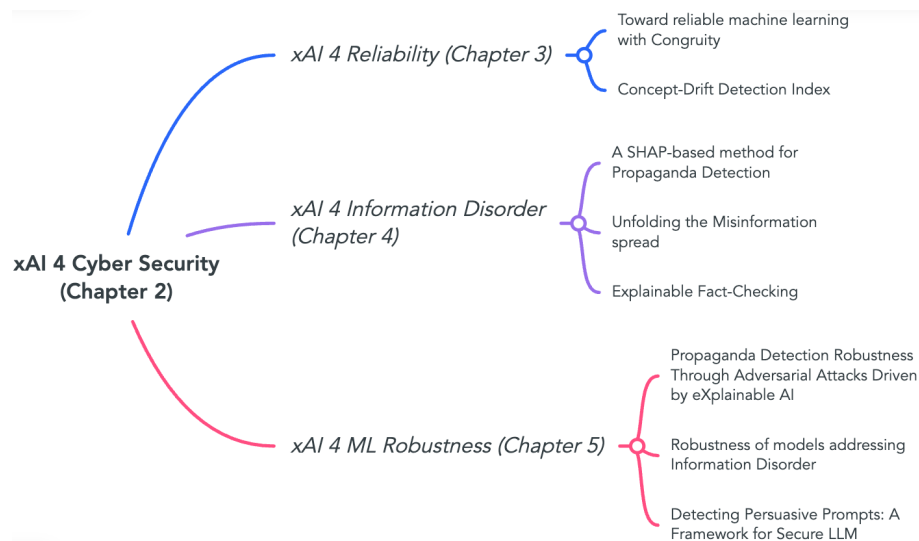 xAI 4 Cyber Security
(Chapter 2)
xAI 4 Reliability (Chapter 3)
Toward reliable machine learning
with Congruity
Concept-Drift Detection Index
xAI 4 Information Disorder
(Chapter 4)
A SHAP-based method for
Propaganda Detection
Unfolding the Misinformation
spread
Explainable Fact-Checking
xAI 4 ML Robustness (Chapter 5)
Propaganda Detection Robustness
Through Adversarial Attacks Driven
by eXplainable AI
Robustness of models addressing
Information Disorder
Detecting Persuasive Prompts: A
Framework for Secure LLM